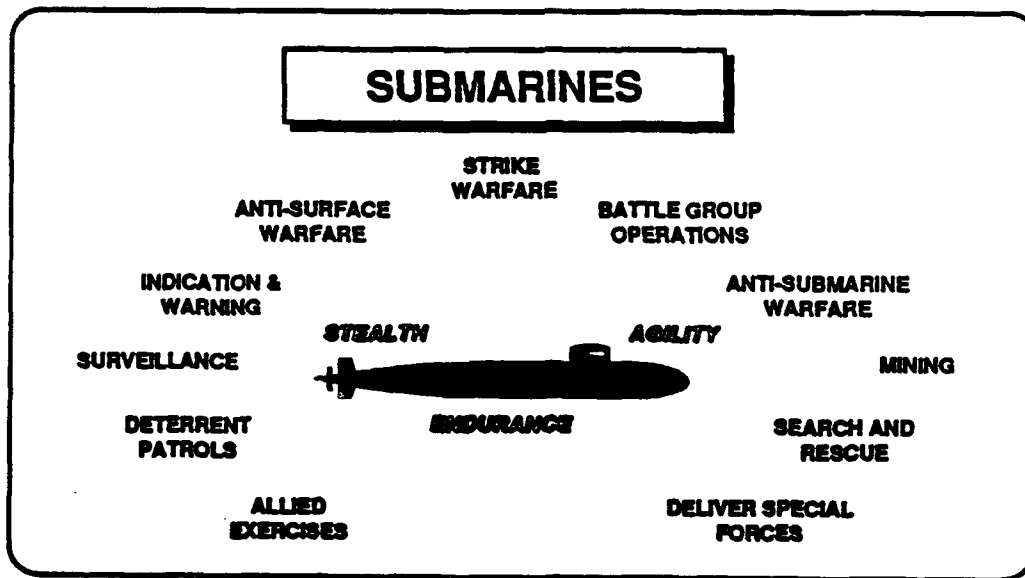 SUBMARINES
STRIKE
WARFARE
ANTI-SURFACE
WARFARE
BATTLE GROUP
OPERATIONS
INDICATION &
WARNING
ANTI-SUBMARINE
WARFARE
STEALTH
AGILITY
SURVEILLANCE
MINING
DETERRENT
PATROLS
ENDURANCE
SEARCH AND
RESCUE
ALLIED
EXERCISES
DELIVER SPECIAL
FORCES